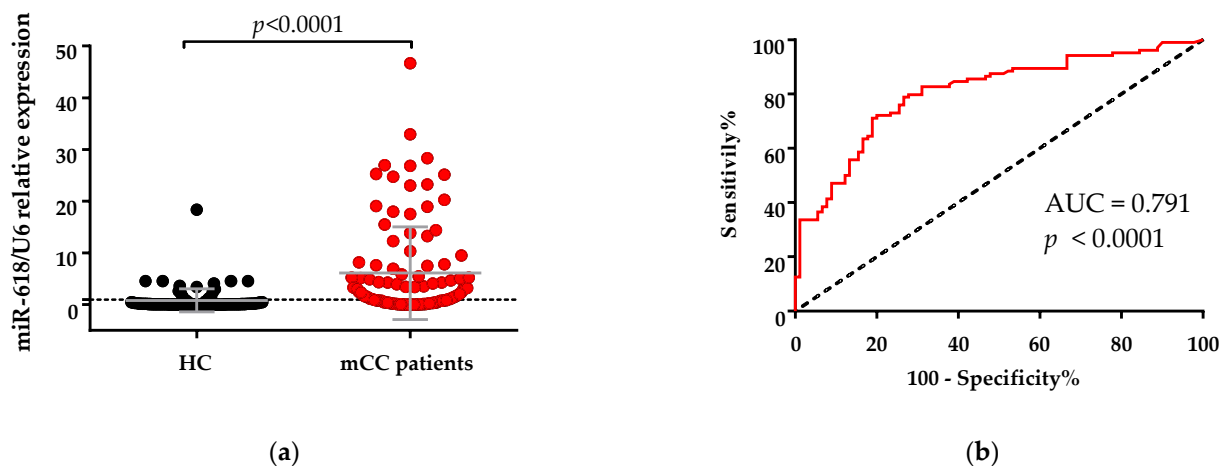 p<0.0001
miR-618/U6 relative expression
50
40
30
20
10
0
HC
mCC patients
(a)
Sensitivily%
100
80
60
40
20
0
AUC = 0.791
p < 0.0001
0 20 40 60 80 100
100 - Specificity%
(b)